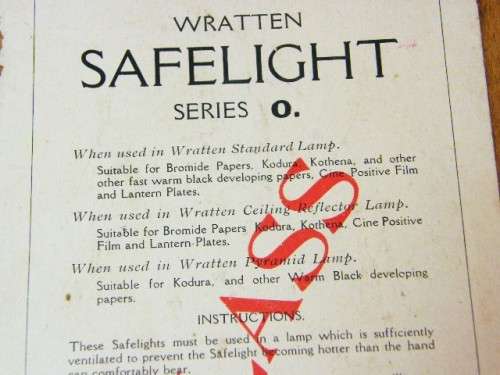 WRATTEN
SAFELIGHT
SERIES O.
When used in Wratten Standard Lamp.
Suitable for Bromide Papers, Kodura, Kothena, and other
other fast warm black developing papers, Cine Positive Film
and Lantern Plates.
When used in Wratten Ceiling Reflector Lamp.
Suitable for Bromide Papers Kodura, Kothena, Cine Positive
Film and Lantern Plates.
When used in Wratten Pyramid Lamp.
Suitable for Kodura, and other Warm Black developing
papers.
INSTRUCTIONS.
These Safelights must be used in a lamp which is sufficiently
ventilated to prevent the Safelight becoming hotter than the hand
can comfortably bear.
ASS